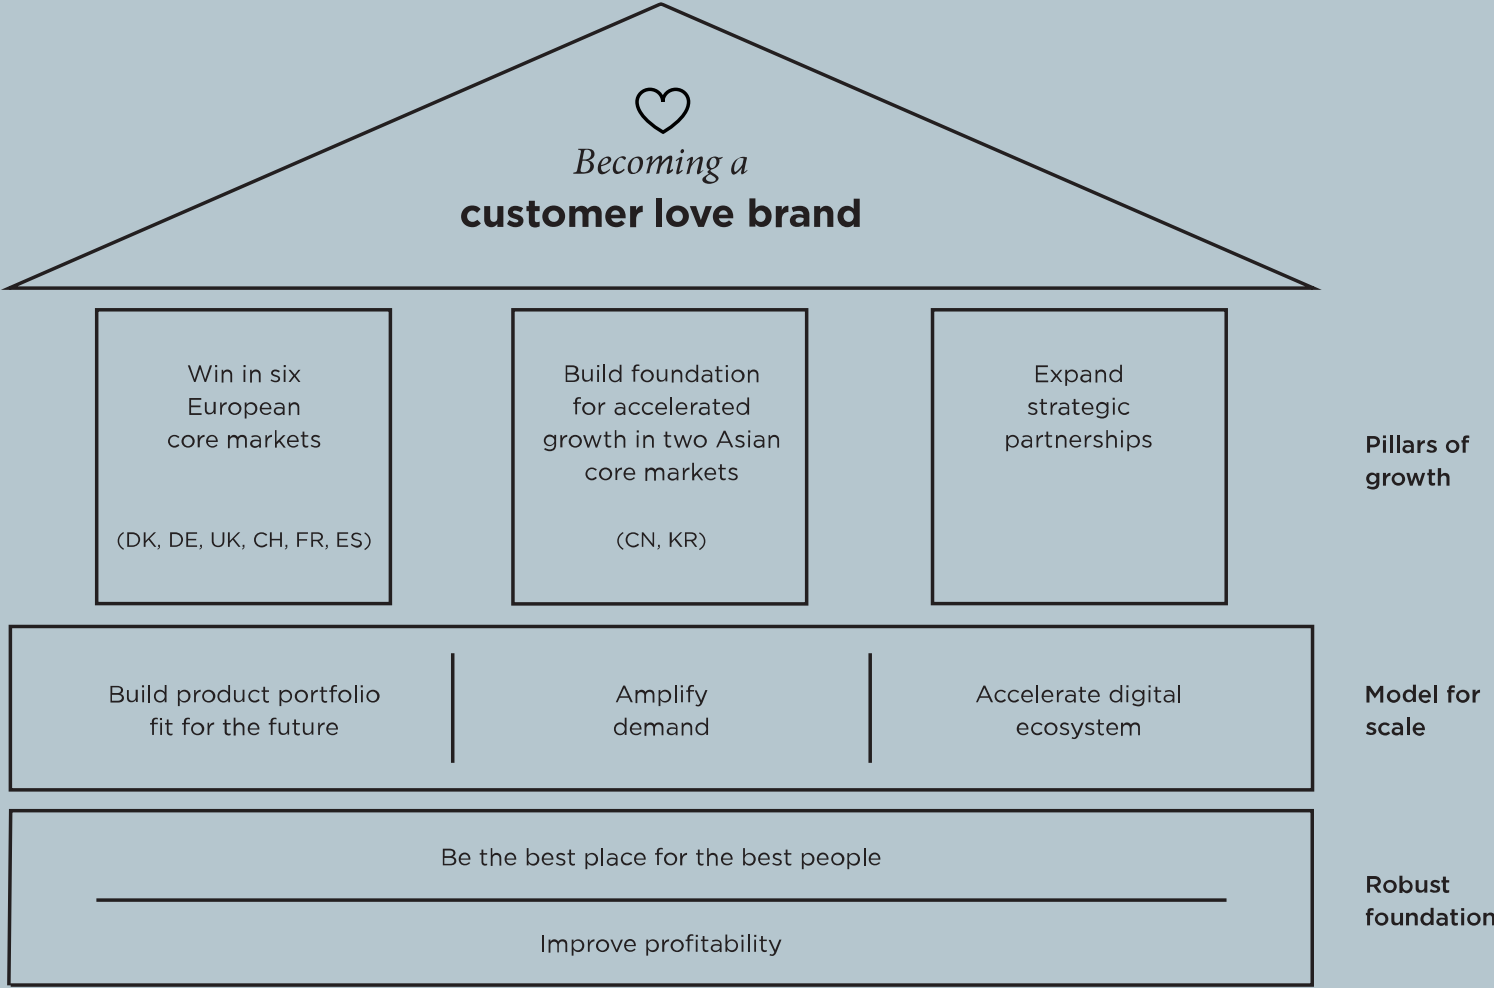 Becoming a
customer love brand
Win in six
European
core markets
(DK, DE, UK, CH, FR, ES)
Build foundation
for accelerated
growth in two Asian
core markets
(CN, KR)
Expand
strategic
partnerships
Pillars of
growth
Build product portfolio
fit for the future
Amplify
demand
Accelerate digital
ecosystem
Model for
scale
Be the best place for the best people
Improve profitability
Robust
foundation